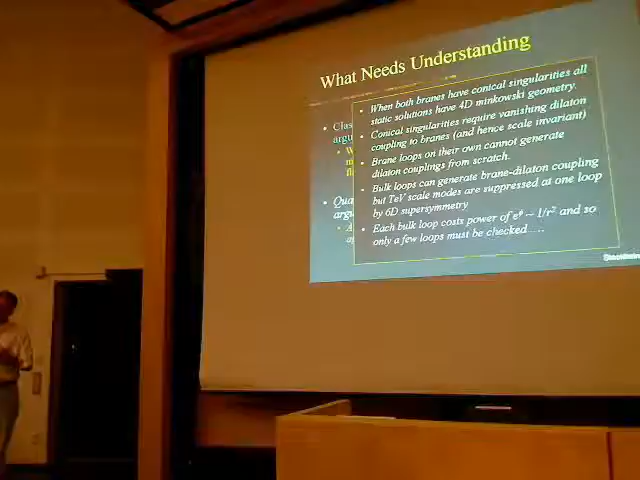 What Needs Understanding
• When both branes have conical singularities all
static solutions have 4D minkowski geometry.
• Conical singularities require vanishing dilaton
coupling to branes (and hence scale invariant)
• Brane loops on their own cannot generate
dilaton couplings from scratch.
• Bulk loops can generate brane-dilaton coupling
but TeV scale modes are suppressed at one loop
by 6D supersymmetry
• Each bulk loop costs power of e^ϕ ~ 1/r² and so
only a few loops must be checked….